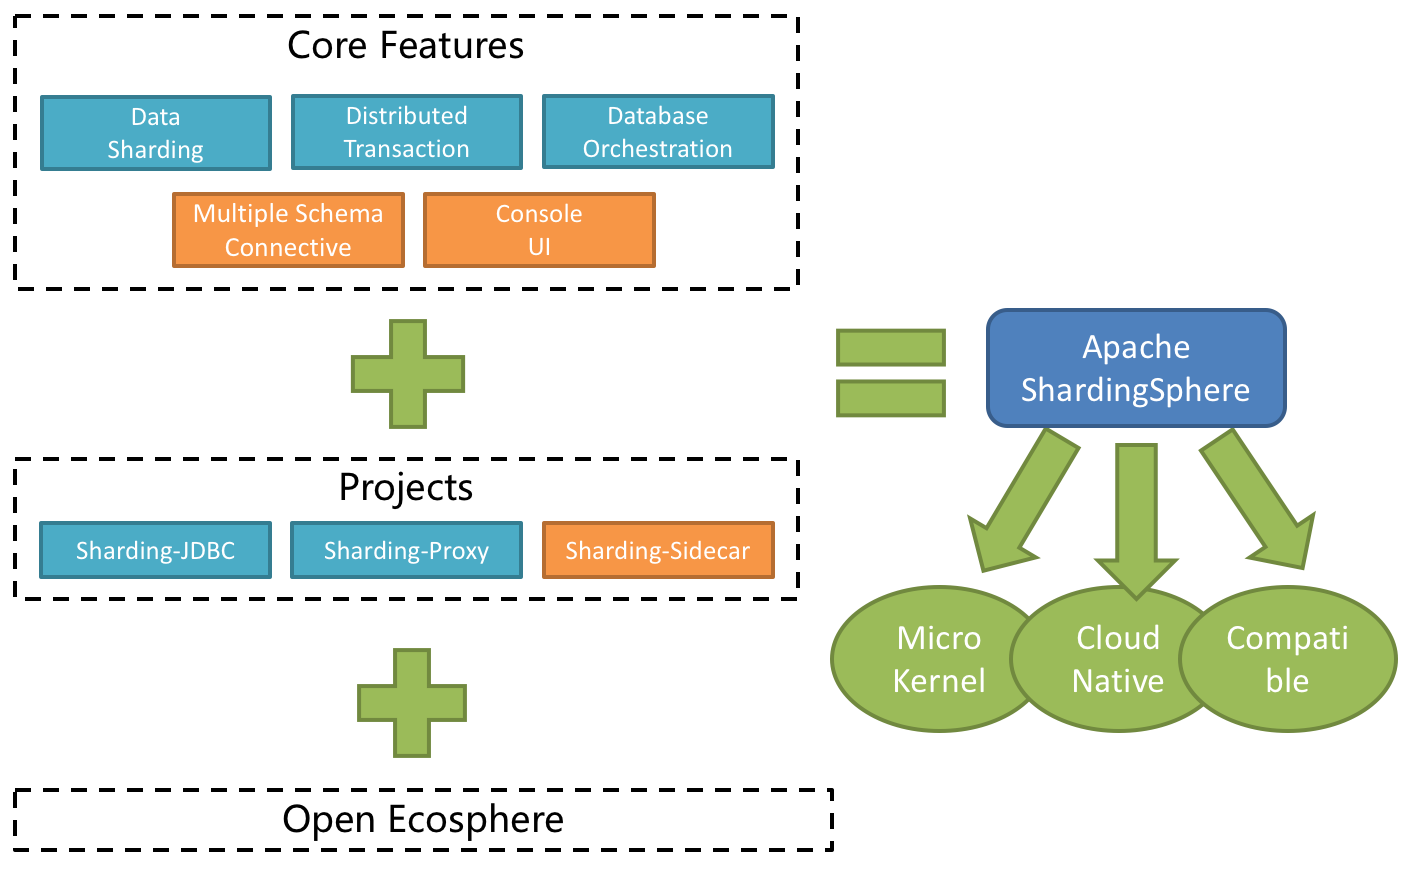 Core Features
Data
Sharding
Distributed
Transaction
Database
Orchestration
Multiple Schema
Connective
Console
UI
Projects
Sharding-JDBC
Sharding-Proxy
Sharding-Sidecar
Open Ecosphere
Apache
ShardingSphere
Micro
Kernel
Cloud
Native
Compati
ble